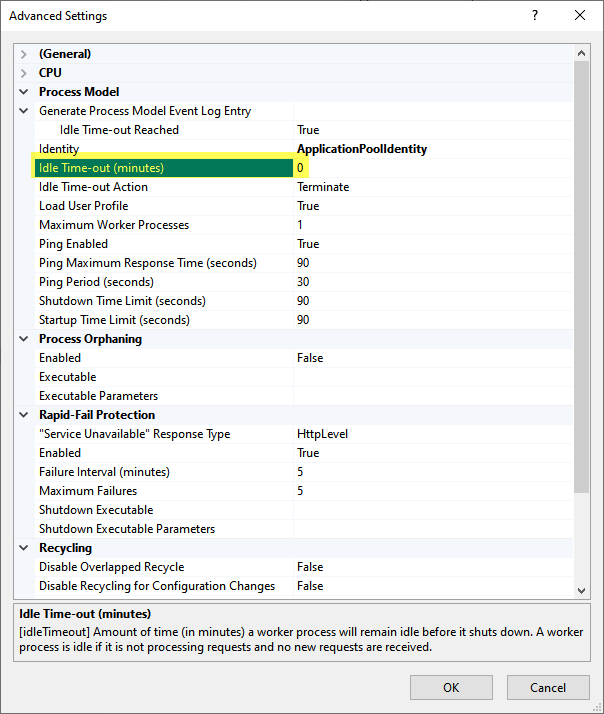 Advanced Settings ?
(General)
CPU
Process Model
Generate Process Model Event Log Entry
Idle Time-out Reached True
Identity ApplicationPoolIdentity
Idle Time-out (minutes) 0
Idle Time-out Action Terminate
Load User Profile True
Maximum Worker Processes 1
Ping Enabled True
Ping Maximum Response Time (seconds) 90
Ping Period (seconds) 30
Shutdown Time Limit (seconds) 90
Startup Time Limit (seconds) 90
Process Orphaning
Enabled False
Executable
Executable Parameters
Rapid-Fail Protection
"Service Unavailable" Response Type HttpLevel
Enabled True
Failure Interval (minutes) 5
Maximum Failures 5
Shutdown Executable
Shutdown Executable Parameters
Recycling
Disable Overlapped Recycle False
Disable Recycling for Configuration Changes False
Idle Time-out (minutes)
[idleTimeout] Amount of time (in minutes) a worker process will remain idle before it shuts down. A worker
process is idle if it is not processing requests and no new requests are received.
OK Cancel